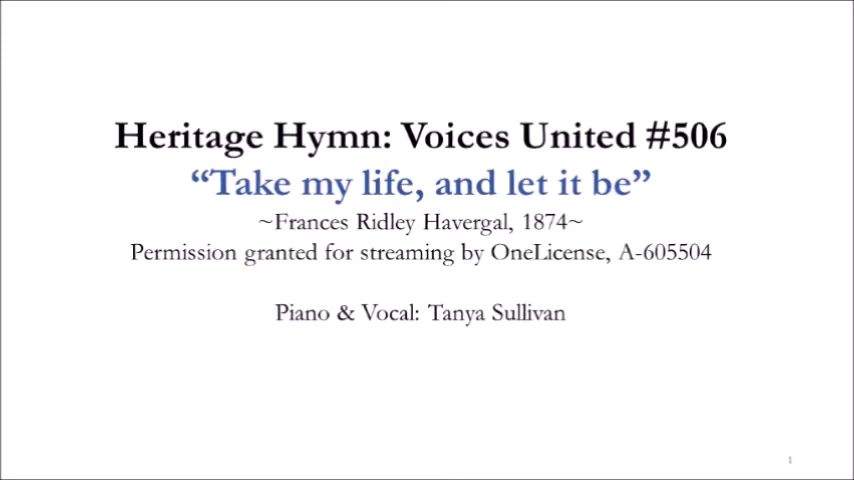 Heritage Hymn: Voices United #506
“Take my life, and let it be”
~Frances Ridley Havergal, 1874~
Permission granted for streaming by OneLicense, A-605504
Piano & Vocal: Tanya Sullivan
1